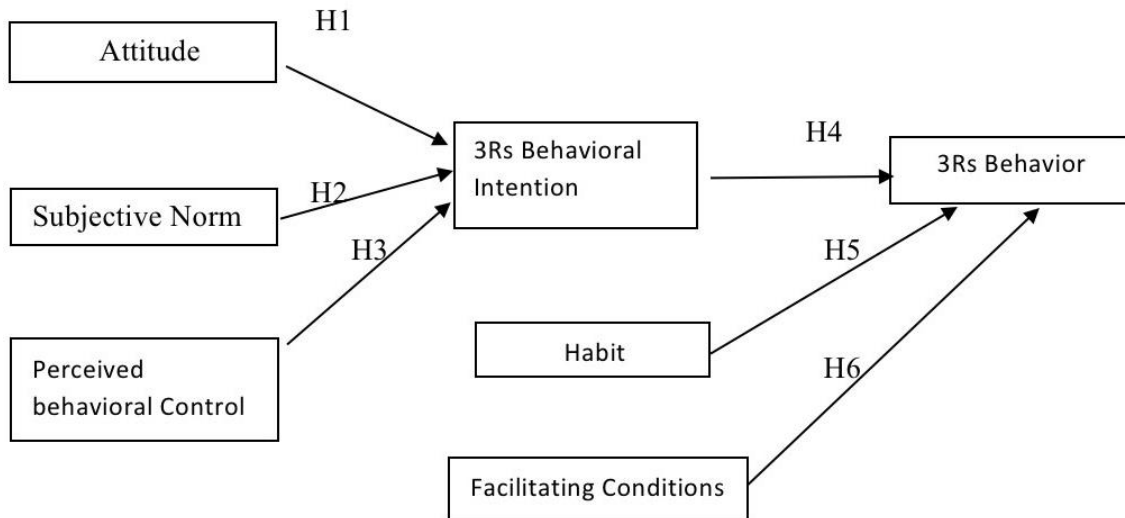 H1
Attitude
3Rs Behavioral
Intention
H4
3Rs Behavior
H2
Subjective Norm
H3
H5
Perceived
behavioral Control
Habit
H6
Facilitating Conditions